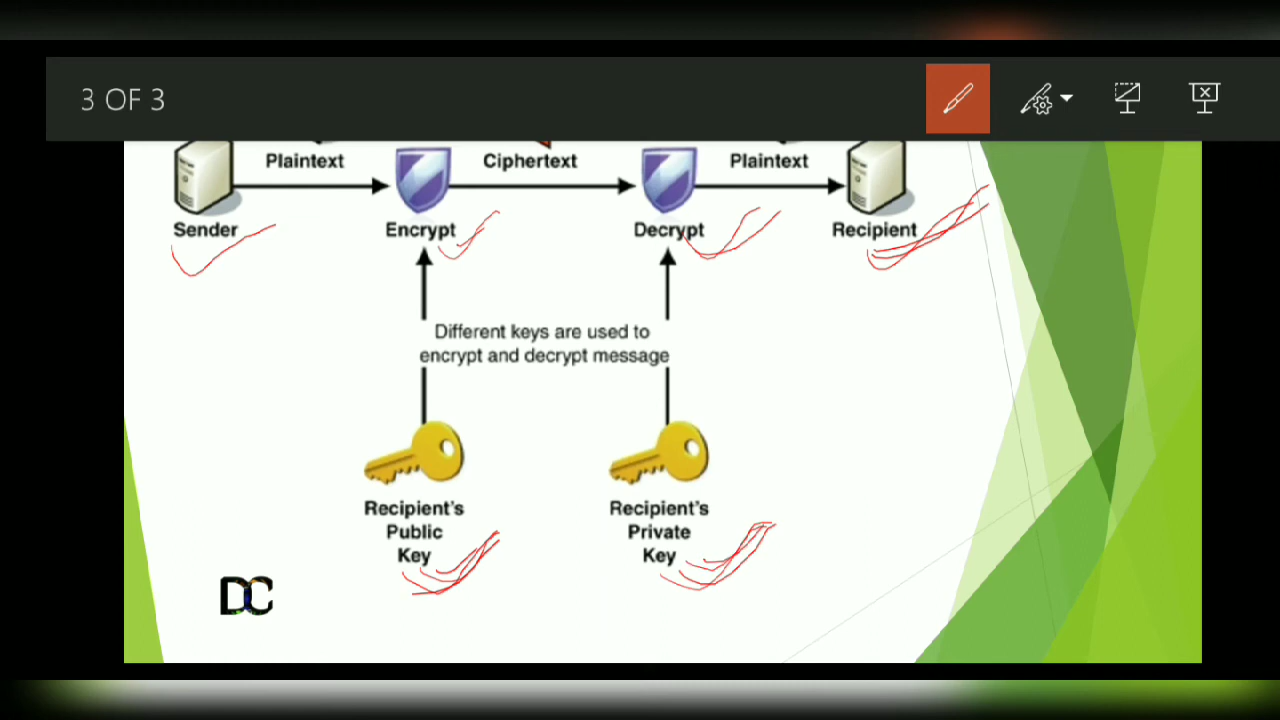 3 OF 3
Plaintext
Ciphertext
Plaintext
Sender
Encrypt
Decrypt
Recipient
Different keys are used to
encrypt and decrypt message
Recipient's
Public
Key
Recipient's
Private
Key
DC